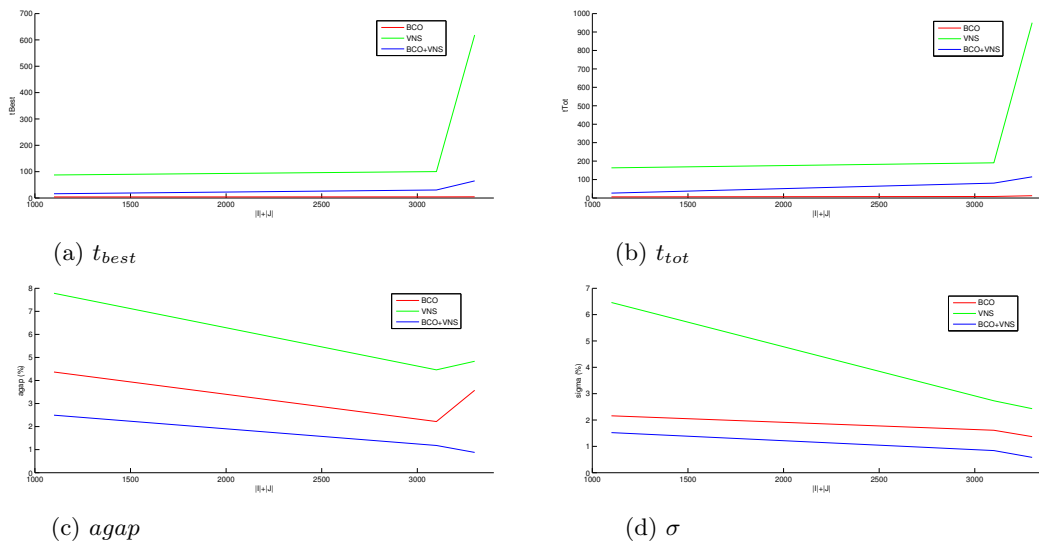 700
600
500
400
300
200
100
0
tBest
1000
1500
2000
2500
3000
|I|+|J|
BCO
VNS
BCO+VNS
(a) t_best
1000
900
800
700
600
500
400
300
200
100
0
tTot
1000
1500
2000
2500
3000
|I|+|J|
BCO
VNS
BCO+VNS
(b) t_tot
8
7
6
5
4
3
2
1
0
agap (%)
1000
1500
2000
2500
3000
|I|+|J|
BCO
VNS
BCO+VNS
(c) agap
7
6
5
4
3
2
1
0
sigma (%)
1000
1500
2000
2500
3000
|I|+|J|
BCO
VNS
BCO+VNS
(d) σ